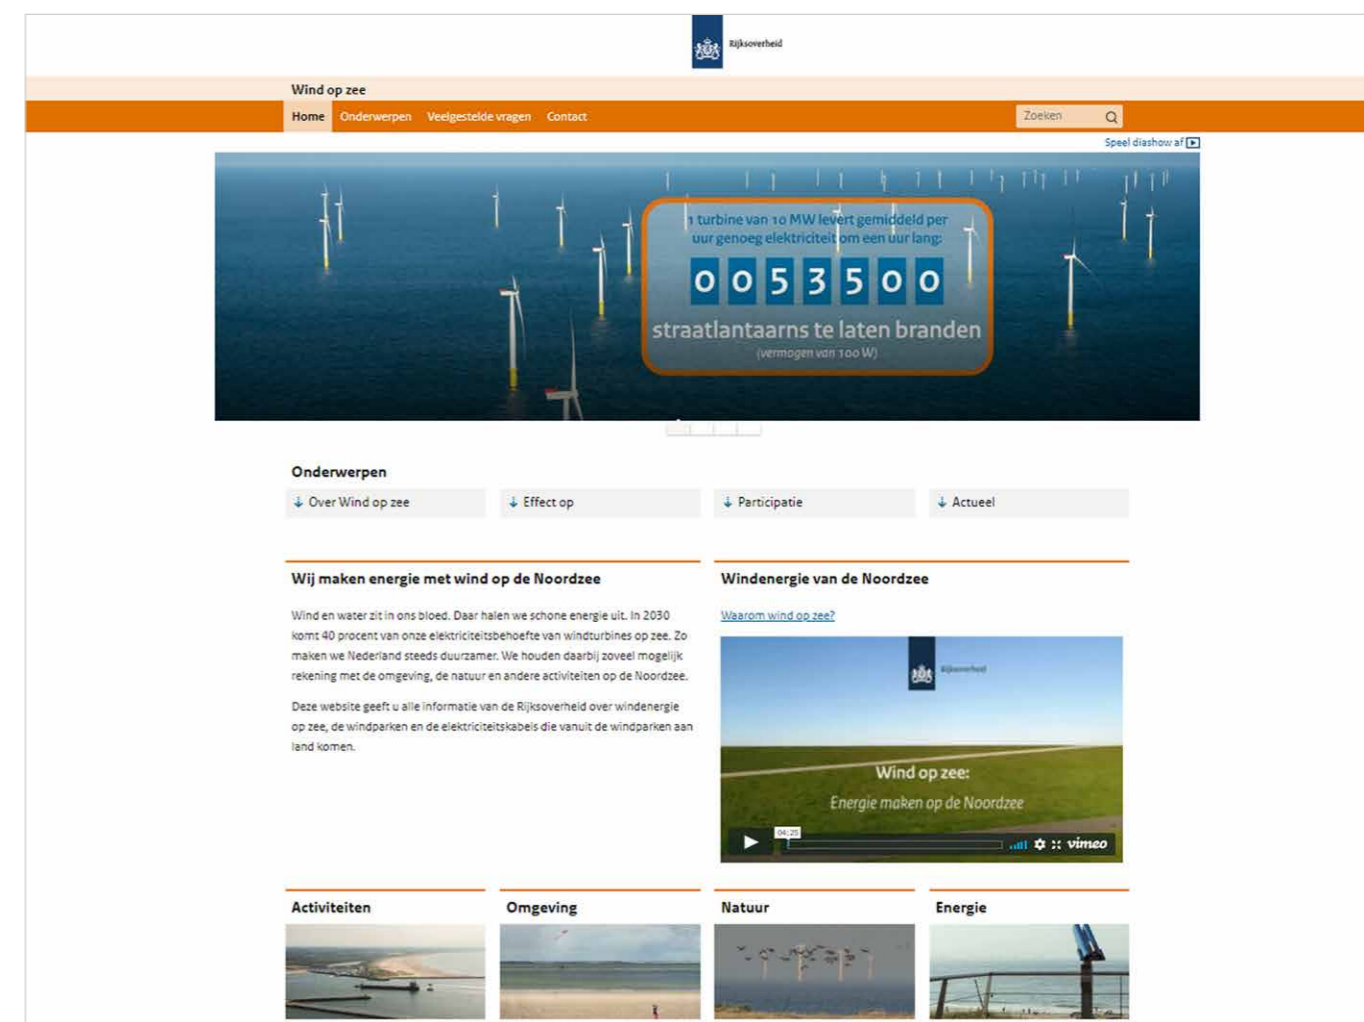 Rijksoverheid
Wind op zee
Home Onderwerpen Veelgestelde vragen Contact Zoeken
Speel diashow af
1 turbine van 10 MW levert gemiddeld per
uur genoeg elektriciteit om een uur lang:
0053500
straatlantaarns te laten branden
(vermogen van 100 W)
Onderwerpen
Over Wind op zee
Effect op
Participatie
Actueel
Wij maken energie met wind op de Noordzee
Wind en water zit in ons bloed. Daar halen we schone energie uit. In 2030
komt 40 procent van onze elektriciteitsbehoefte van windturbines op zee. Zo
maken we Nederland steeds duurzamer. We houden daarbij zoveel mogelijk
rekening met de omgeving, de natuur en andere activiteiten op de Noordzee.
Deze website geeft u alle informatie van de Rijksoverheid over windenergie
op zee, de windparken en de elektriciteitskabels die vanuit de windparken aan
land komen.
Windenergie van de Noordzee
Waarom wind op zee?
Rijksoverheid
Wind op zee:
Energie maken op de Noordzee
04:25
vimeo
Activiteiten
Omgeving
Natuur
Energie